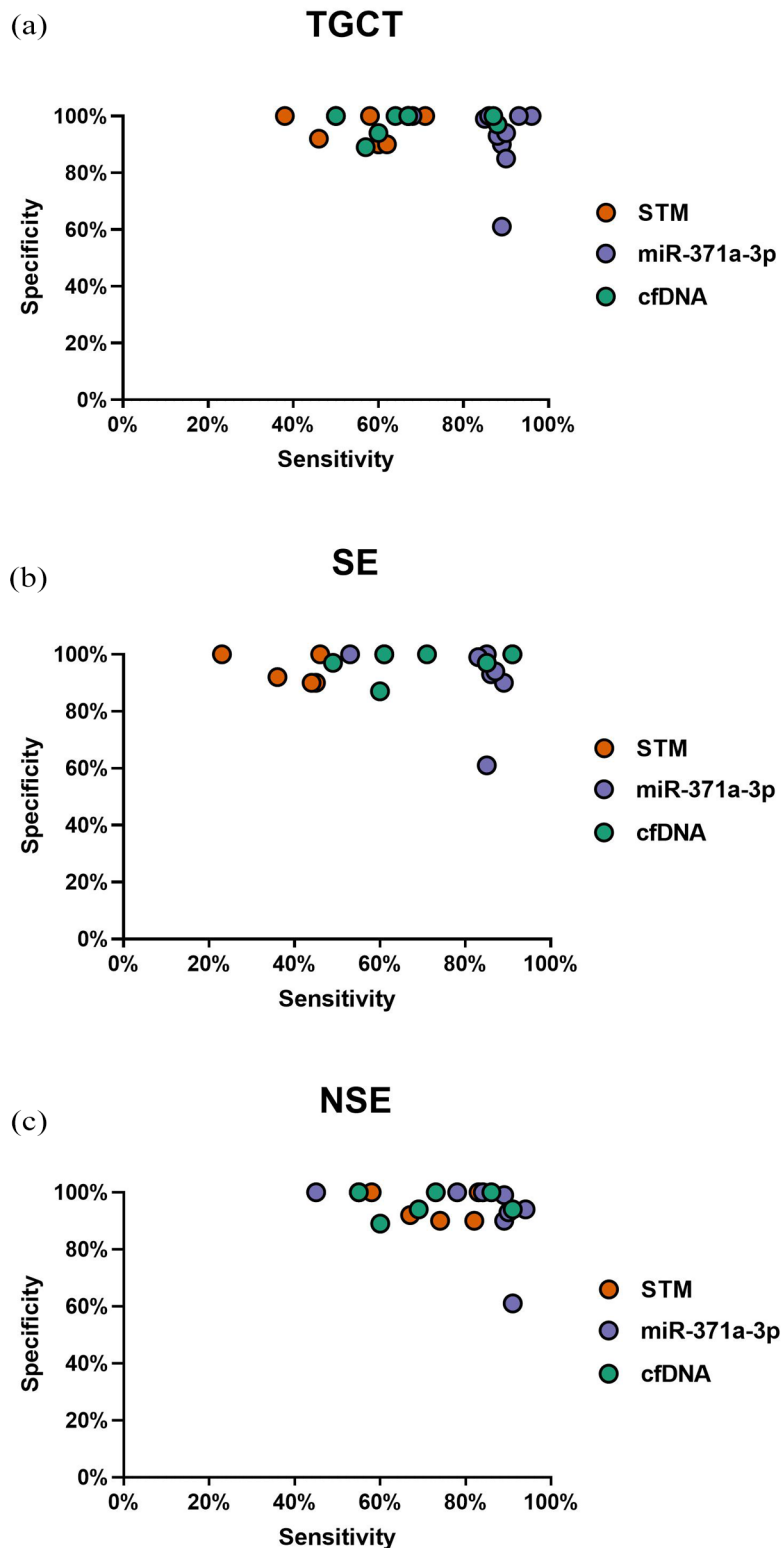 (a)
TGCT
100%
80%
60%
40%
20%
0%
Specificity
0% 20% 40% 60% 80% 100%
Sensitivity
STM
miR-371a-3p
cfDNA
(b)
SE
100%
80%
60%
40%
20%
0%
Specificity
0% 20% 40% 60% 80% 100%
Sensitivity
STM
miR-371a-3p
cfDNA
(c)
NSE
100%
80%
60%
40%
20%
0%
Specificity
0% 20% 40% 60% 80% 100%
Sensitivity
STM
miR-371a-3p
cfDNA